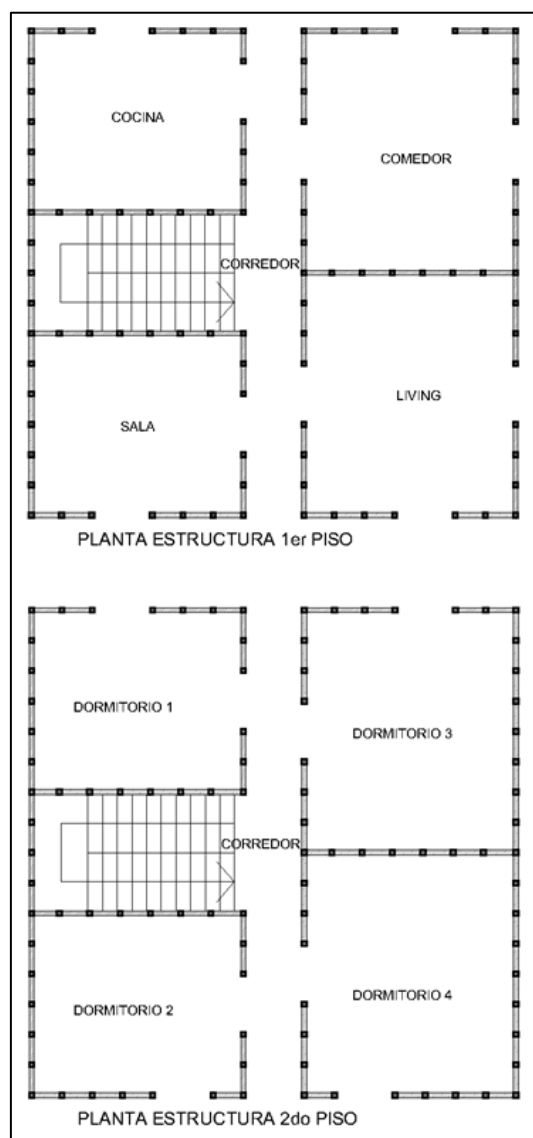 COCINA
COMEDOR
CORREDOR
LIVING
SALA
PLANTA ESTRUCTURA 1er PISO
DORMITORIO 1
DORMITORIO 3
CORREDOR
DORMITORIO 4
DORMITORIO 2
PLANTA ESTRUCTURA 2do PISO